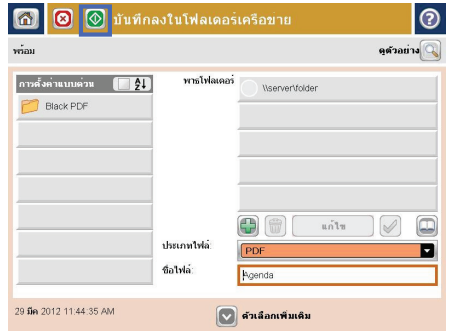 บันทึกลงในโฟลเดอร์เครือข่าย
พร้อม
ดูตัวอย่าง
การตั้งค่าแบบด่วน
พาธโฟลเดอร์
\\server\folder
Black PDF
แก้ไข
ประเภทไฟล์:
PDF
ชื่อไฟล์:
Agenda
29 มีค 2012 11:44:35 AM
ตัวเลือกเพิ่มเติม